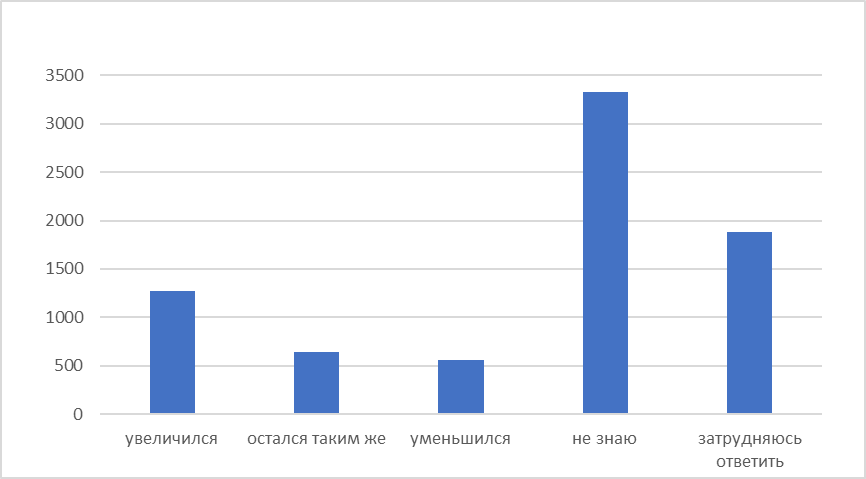 3500
3000
2500
2000
1500
1000
500
0
увеличился
остался таким же
уменьшился
не знаю
затрудняюсь
ответить